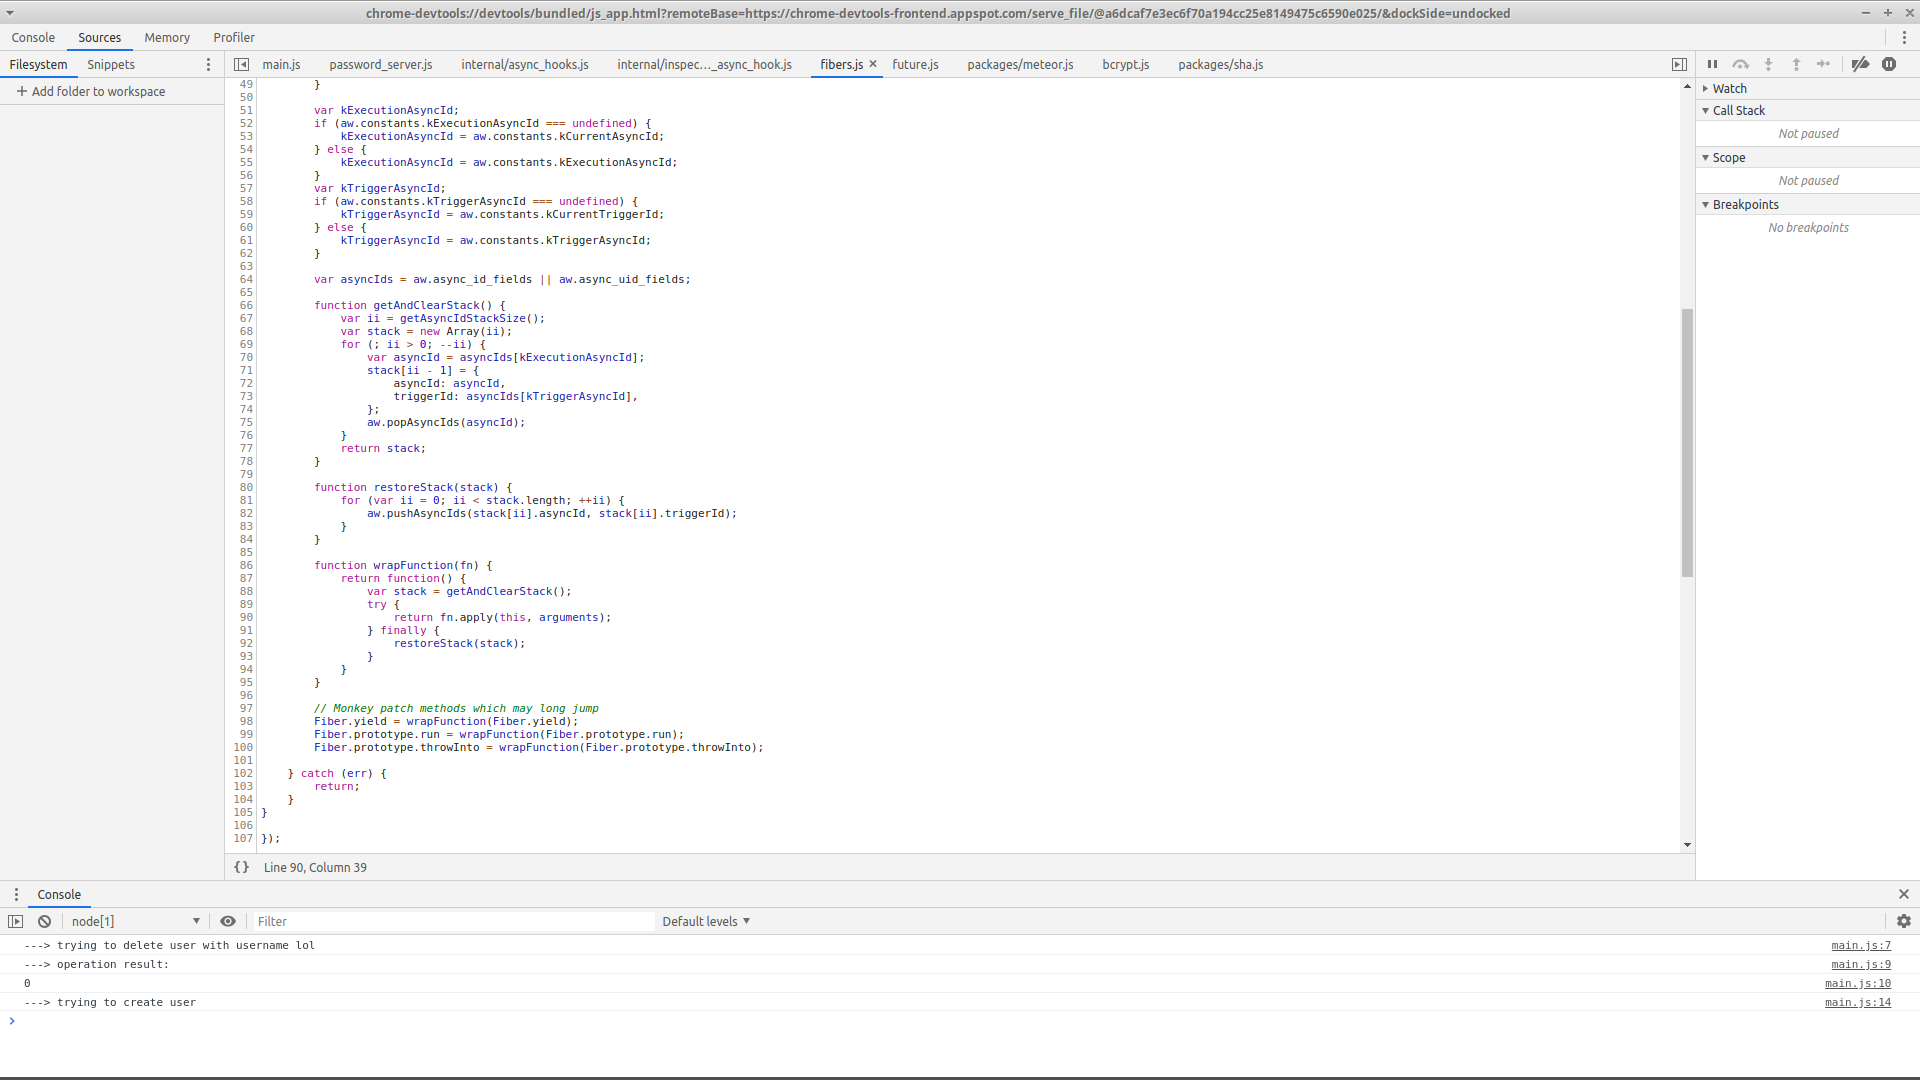 chrome-devtools://devtools/bundled/js_app.html?remoteBase=https://chrome-devtools-frontend.appspot.com/serve_file/@a6dcaf7e3ec6f70a194cc25e8149475c6590e025/&dockSide=undocked
Console Sources Memory Profiler
Filesystem Snippets
main.js password_server.js internal/async_hooks.js internal/inspec…_async_hook.js fibers.js future.js packages/meteor.js bcrypt.js packages/sha.js
+ Add folder to workspace
49         }
50
51         var kExecutionAsyncId;
52         if (aw.constants.kExecutionAsyncId === undefined) {
53             kExecutionAsyncId = aw.constants.kCurrentAsyncId;
54         } else {
55             kExecutionAsyncId = aw.constants.kExecutionAsyncId;
56         }
57         var kTriggerAsyncId;
58         if (aw.constants.kTriggerAsyncId === undefined) {
59             kTriggerAsyncId = aw.constants.kCurrentTriggerId;
60         } else {
61             kTriggerAsyncId = aw.constants.kTriggerAsyncId;
62         }
63
64         var asyncIds = aw.async_id_fields || aw.async_uid_fields;
65
66         function getAndClearStack() {
67             var ii = getAsyncIdStackSize();
68             var stack = new Array(ii);
69             for (; ii > 0; --ii) {
70                 var asyncId = asyncIds[kExecutionAsyncId];
71                 stack[ii - 1] = {
72                     asyncId: asyncId,
73                     triggerId: asyncIds[kTriggerAsyncId],
74                 };
75                 aw.popAsyncIds(asyncId);
76             }
77             return stack;
78         }
79
80         function restoreStack(stack) {
81             for (var ii = 0; ii < stack.length; ++ii) {
82                 aw.pushAsyncIds(stack[ii].asyncId, stack[ii].triggerId);
83             }
84         }
85
86         function wrapFunction(fn) {
87             return function() {
88                 var stack = getAndClearStack();
89                 try {
90                     return fn.apply(this, arguments);
91                 } finally {
92                     restoreStack(stack);
93                 }
94             }
95         }
96
97         // Monkey patch methods which may long jump
98         Fiber.yield = wrapFunction(Fiber.yield);
99         Fiber.prototype.run = wrapFunction(Fiber.prototype.run);
100         Fiber.prototype.throwInto = wrapFunction(Fiber.prototype.throwInto);
101
102     } catch (err) {
103         return;
104     }
105 }
106
107 });
{} Line 90, Column 39
Watch
Call Stack
Not paused
Scope
Not paused
Breakpoints
No breakpoints
Console
node[1] Filter Default levels
---> trying to delete user with username lol main.js:7
---> operation result: main.js:9
0 main.js:10
---> trying to create user main.js:14
>